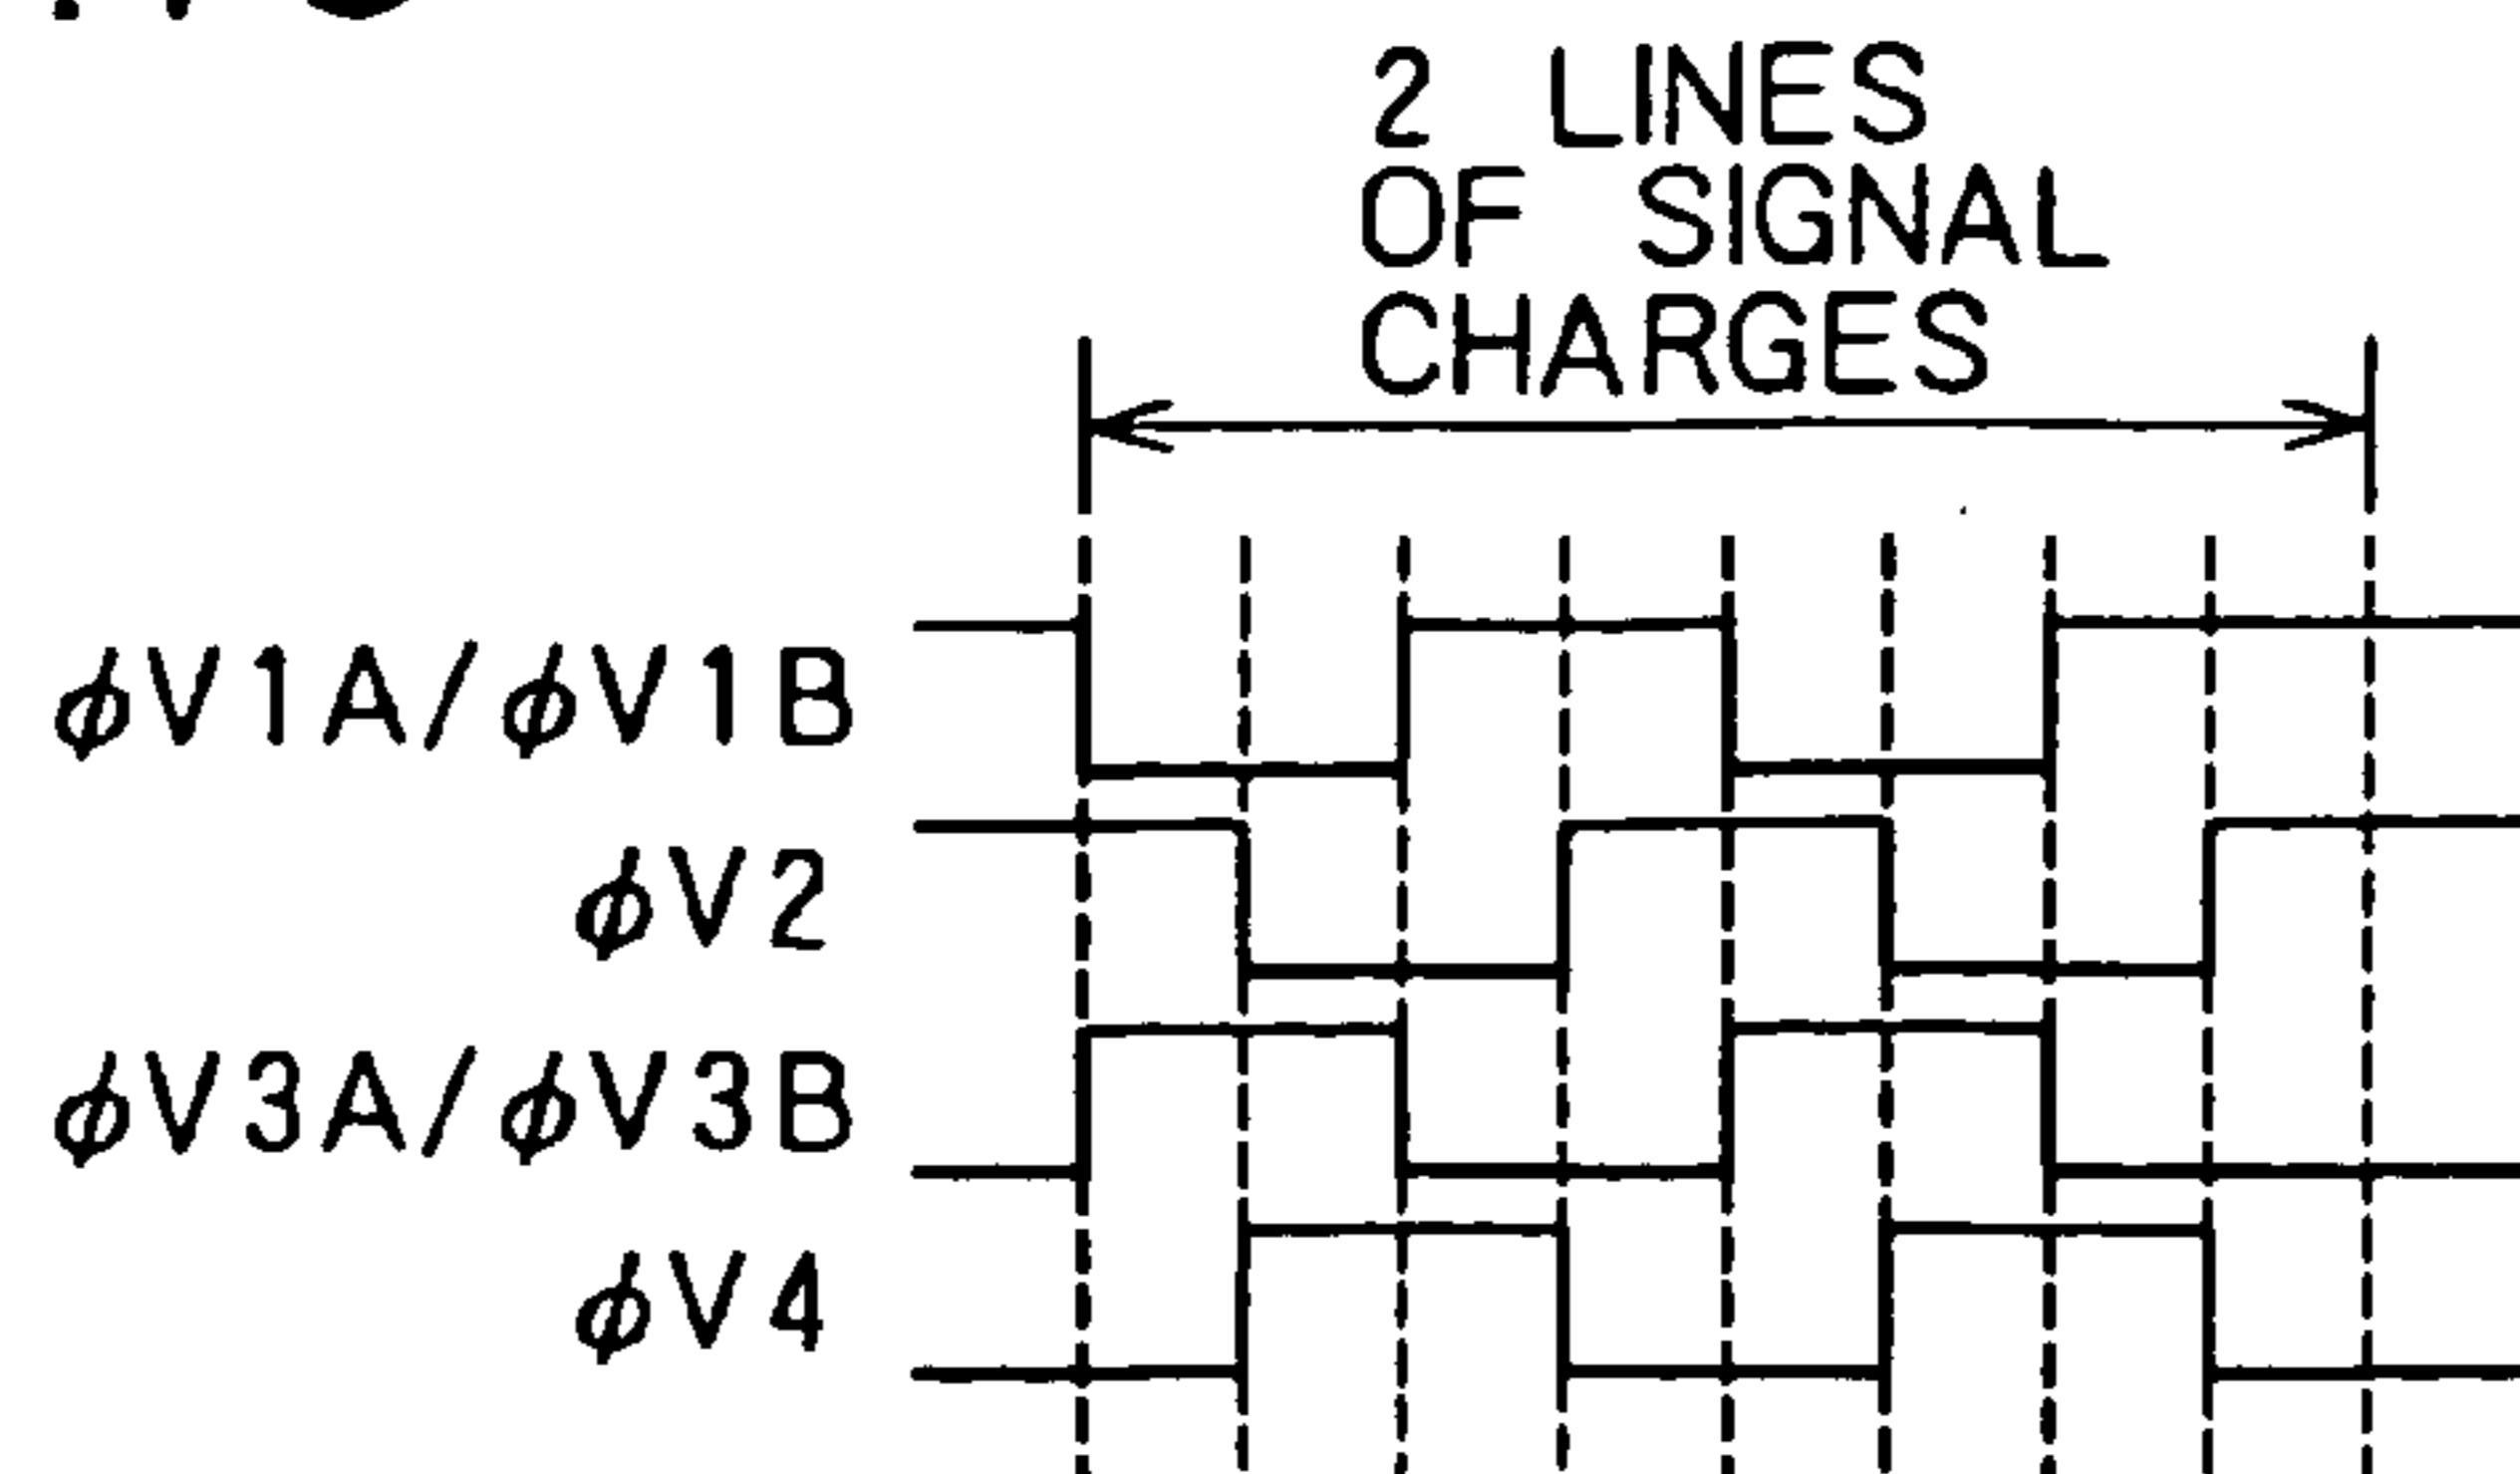 2 LINES
OF SIGNAL
CHARGES
φV1A/φV1B
φV2
φV3A/φV3B
φV4